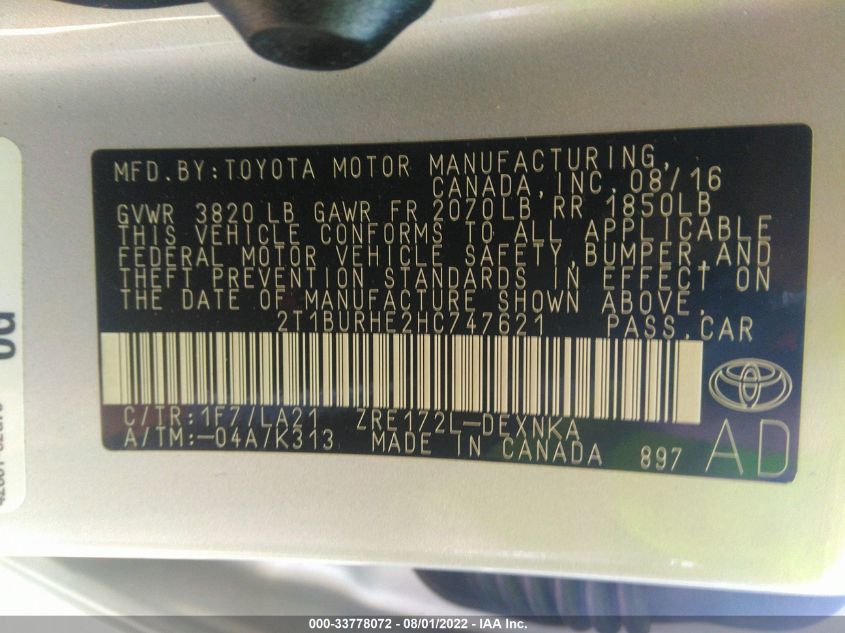 MFD.BY:TOYOTA MOTOR MANUFACTURING,
CANADA,INC. 08/16
GVWR 3820 LB GAWR FR 2070LB RR 1850LB
THIS VEHICLE CONFORMS TO ALL APPLICABLE
FEDERAL MOTOR VEHICLE SAFETY,BUMPER,AND
THEFT PREVENTION STANDARDS IN EFFECT ON
THE DATE OF MANUFACTURE SHOWN ABOVE.
2T1BURHE2HC747621 PASS.CAR
C/TR:1F7/LA21 ZRE172L-DEXNKA
A/TM:-04A/K313 MADE IN CANADA 897 AD
000-33778072 - 08/01/2022 - IAA Inc.